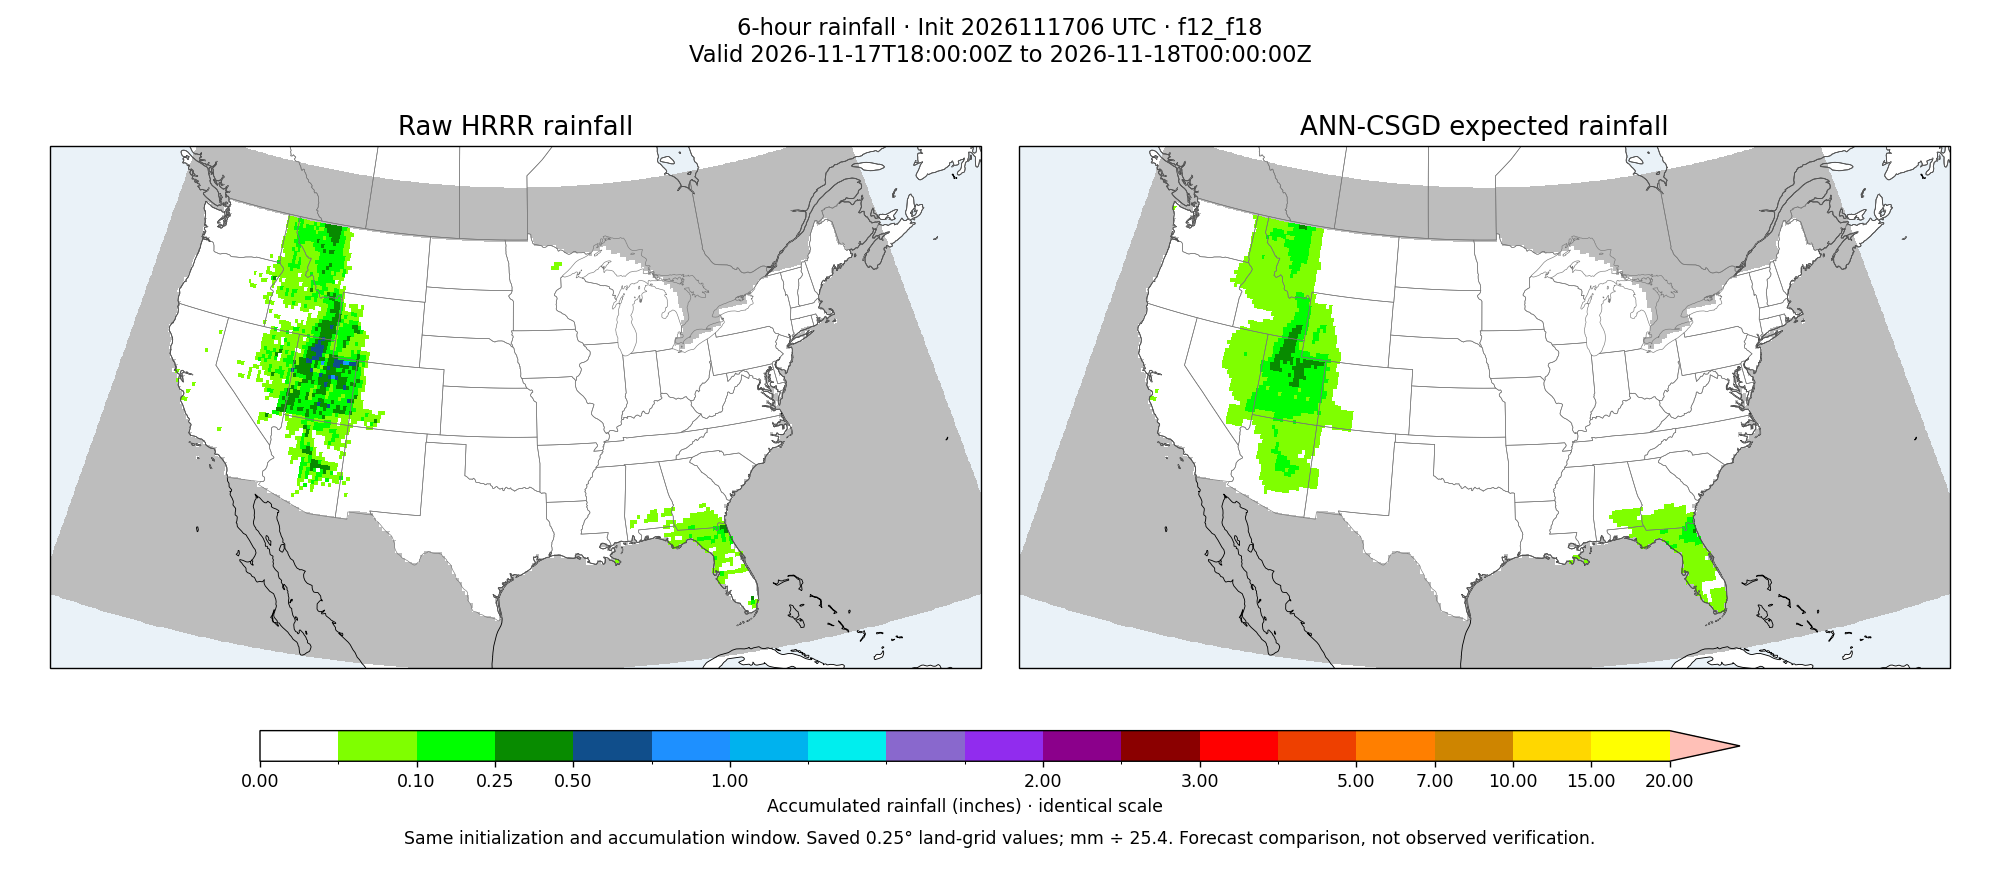 6-hour rainfall · Init 2026111706 UTC · f12_f18
Valid 2026-11-17T18:00:00Z to 2026-11-18T00:00:00Z
Raw HRRR rainfall
ANN-CSGD expected rainfall
0.00 0.10 0.25 0.50 1.00 2.00 3.00 5.00 7.00 10.00 15.00 20.00
Accumulated rainfall (inches) · identical scale
Same initialization and accumulation window. Saved 0.25° land-grid values; mm ÷ 25.4. Forecast comparison, not observed verification.